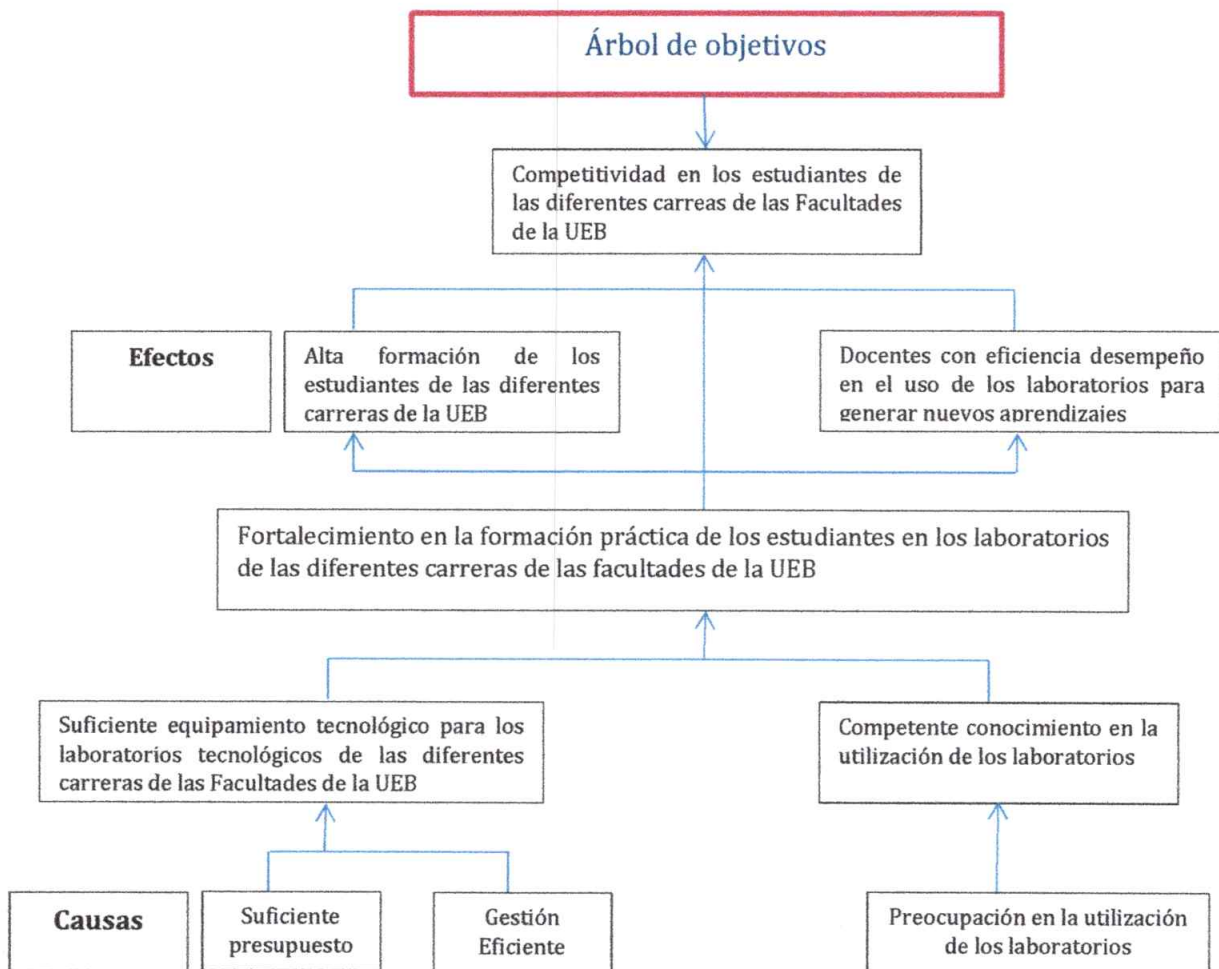 Árbol de objetivos
Competitividad en los estudiantes de
las diferentes carreas de las Facultades
de la UEB
Efectos
Alta formación de los
estudiantes de las diferentes
carreras de la UEB
Docentes con eficiencia desempeño
en el uso de los laboratorios para
generar nuevos aprendizajes
Fortalecimiento en la formación práctica de los estudiantes en los laboratorios
de las diferentes carreras de las facultades de la UEB
Suficiente equipamiento tecnológico para los
laboratorios tecnológicos de las diferentes
carreras de las Facultades de la UEB
Competente conocimiento en la
utilización de los laboratorios
Causas
Suficiente
presupuesto
Gestión
Eficiente
Preocupación en la utilización
de los laboratorios